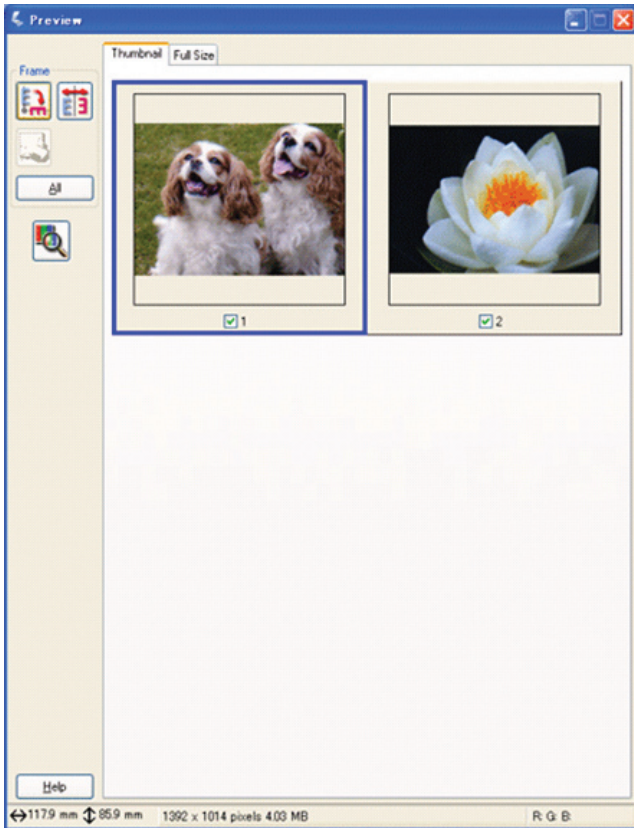 Preview
Thumbnail Full Size
Frame
All
1 2
Help
117.9 mm 85.9 mm 1392 x 1014 pixels 4.03 MB R: G: B: